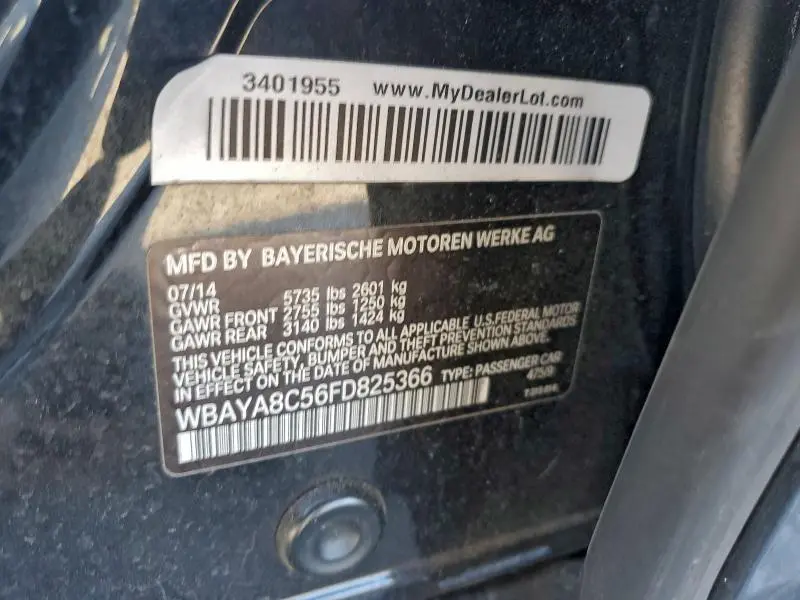 3401955 www.MyDealerLot.com
MFD BY BAYERISCHE MOTOREN WERKE AG
07/14
GVWR 5735 lbs 2601 kg
GAWR FRONT 2755 lbs 1250 kg
GAWR REAR 3140 lbs 1424 kg
THIS VEHICLE CONFORMS TO ALL APPLICABLE U.S.FEDERAL MOTOR
VEHICLE SAFETY, BUMPER AND THEFT PREVENTION STANDARDS
IN EFFECT ON THE DATE OF MANUFACTURE SHOWN ABOVE.
WBAYA8C56FD825366 TYPE: PASSENGER CAR
475/9